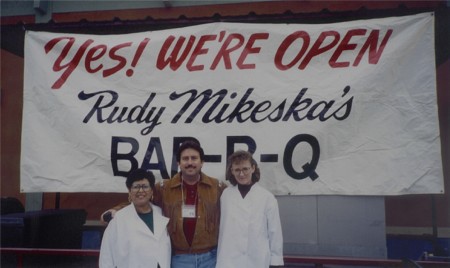 Yes! WE'RE OPEN
Rudy Mikeska's
BAR-B-Q